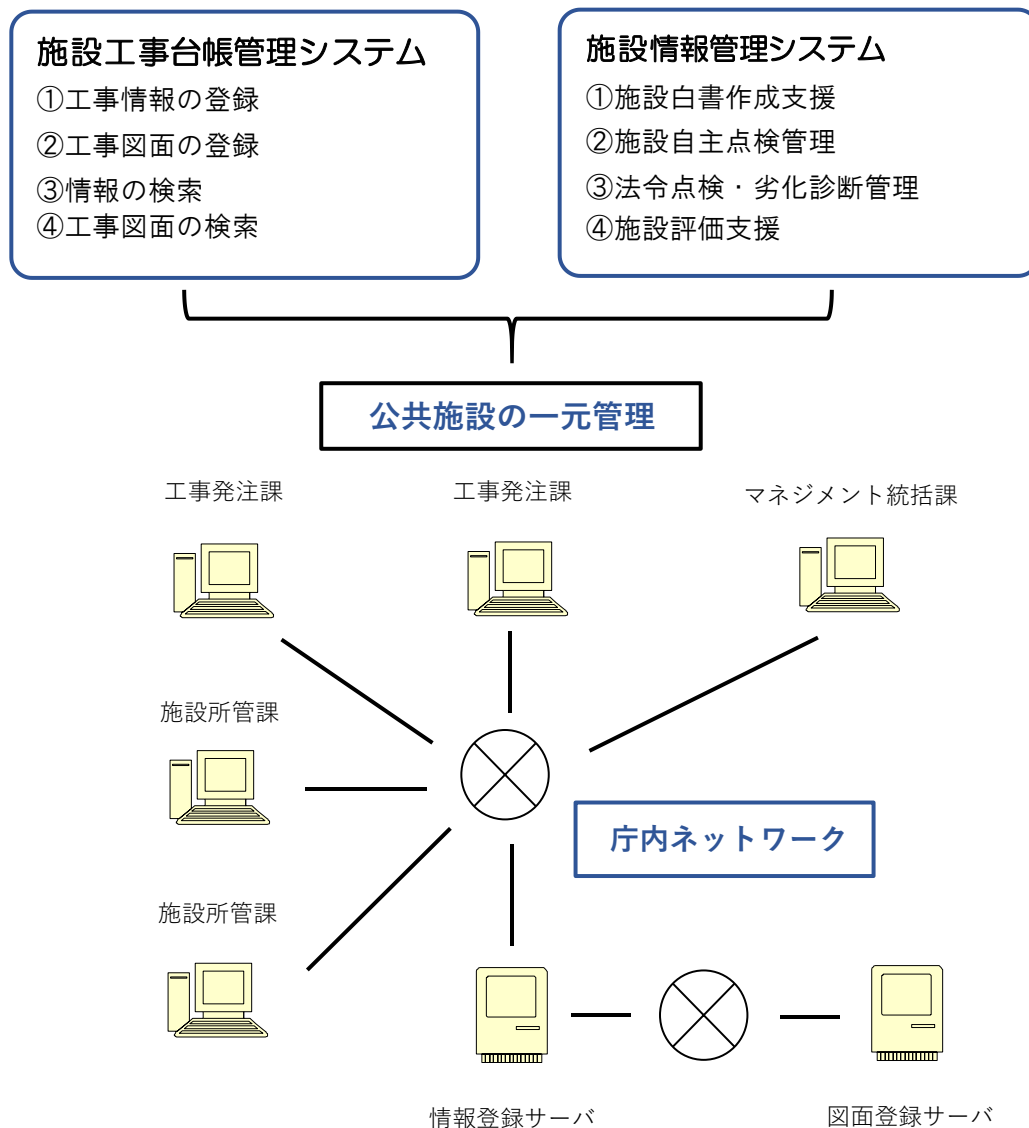 施設工事台帳管理システム
①工事情報の登録
②工事図面の登録
③情報の検索
④工事図面の検索
施設情報管理システム
①施設白書作成支援
②施設自主点検管理
③法令点検・劣化診断管理
④施設評価支援
公共施設の一元管理
工事発注課
工事発注課
マネジメント統括課
施設所管課
庁内ネットワーク
施設所管課
情報登録サーバ
図面登録サーバ